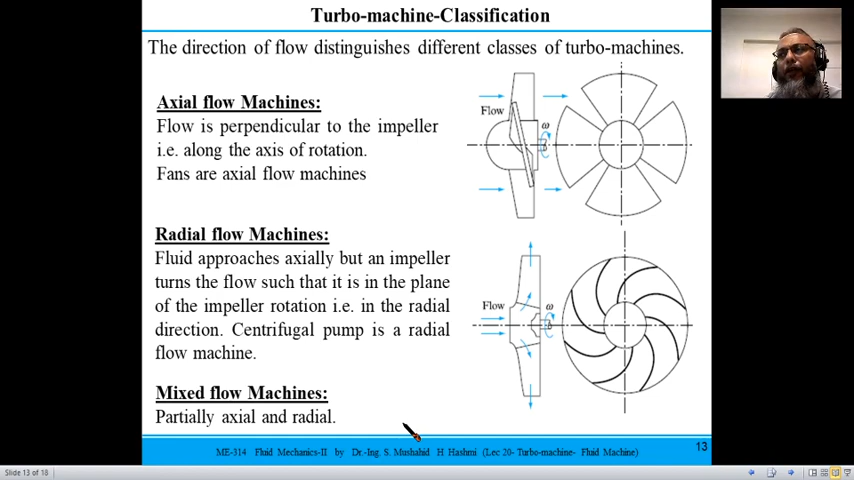 Turbo-machine-Classification
The direction of flow distinguishes different classes of turbo-machines.
Axial flow Machines:
Flow is perpendicular to the impeller
i.e. along the axis of rotation.
Fans are axial flow machines
Flow
ω
Radial flow Machines:
Fluid approaches axially but an impeller
turns the flow such that it is in the plane
of the impeller rotation i.e. in the radial
direction. Centrifugal pump is a radial
flow machine.
Flow
ω
Mixed flow Machines:
Partially axial and radial.
ME-314 Fluid Mechanics-II by Dr.-Ing. S. Mushahid H Hashmi (Lec 20- Turbo-machine- Fluid Machine)
13
Slide 13 of 18